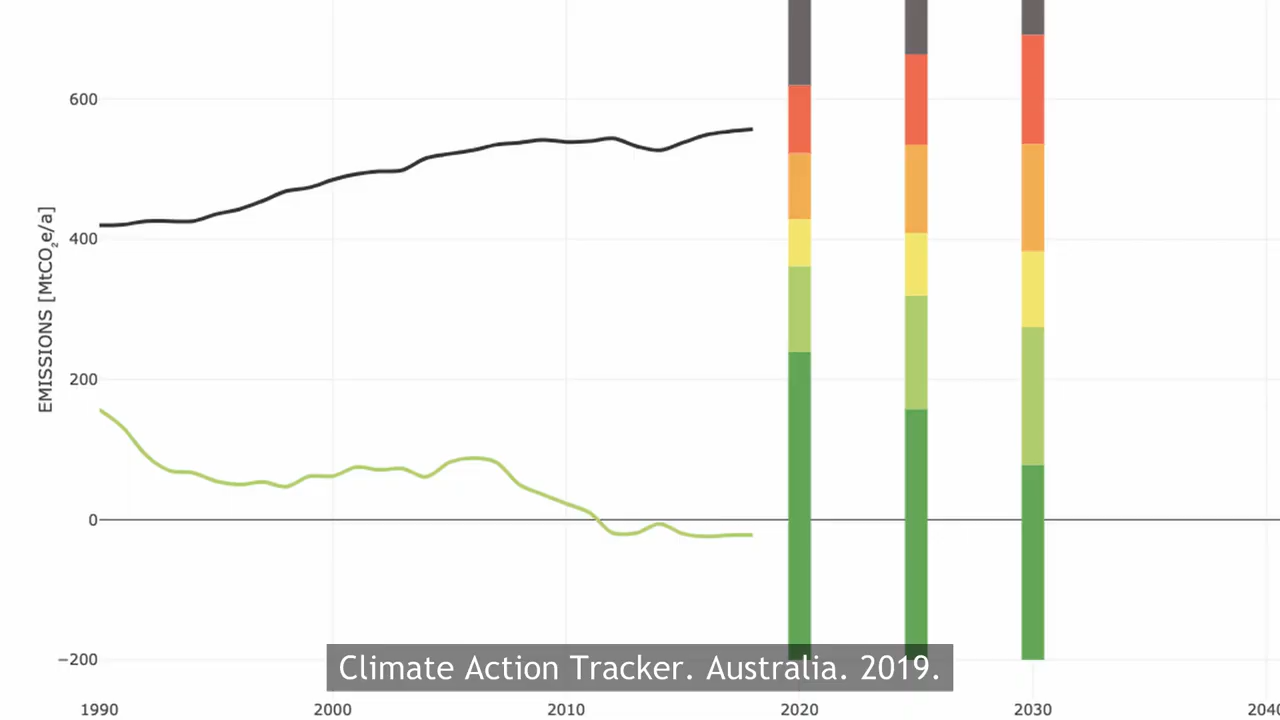 600
400
200
0
−200
EMISSIONS [MtCO₂e/a]
1990 2000 2010 2020 2030 2040
Climate Action Tracker. Australia. 2019.